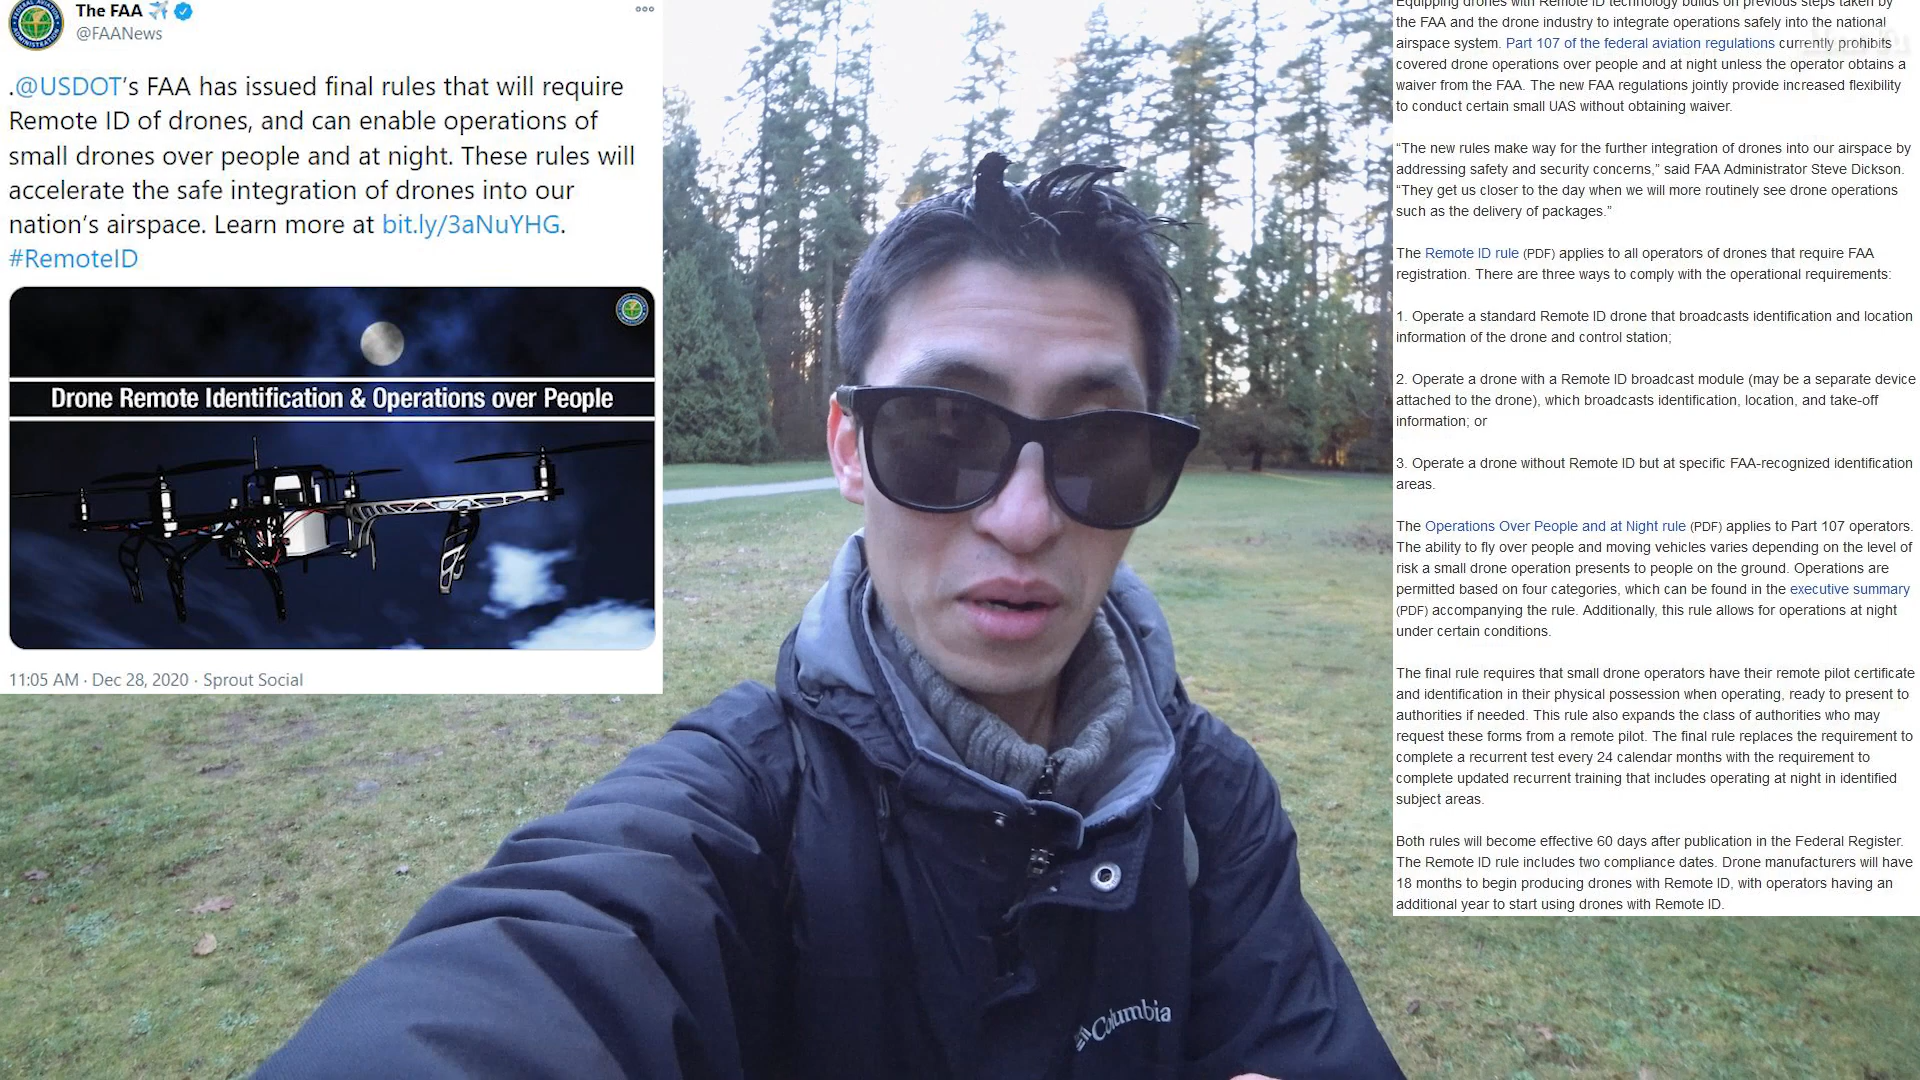 The FAA
@FAANews
.@USDOT’s FAA has issued final rules that will require
Remote ID of drones, and can enable operations of
small drones over people and at night. These rules will
accelerate the safe integration of drones into our
nation’s airspace. Learn more at bit.ly/3aNuYHG.
#RemoteID
Drone Remote Identification & Operations over People
11:05 AM · Dec 28, 2020 · Sprout Social
Equipping drones with Remote ID technology builds on previous steps taken by
the FAA and the drone industry to integrate operations safely into the national
airspace system. Part 107 of the federal aviation regulations currently prohibits
covered drone operations over people and at night unless the operator obtains a
waiver from the FAA. The new FAA regulations jointly provide increased flexibility
to conduct certain small UAS without obtaining waiver.
“The new rules make way for the further integration of drones into our airspace by
addressing safety and security concerns,” said FAA Administrator Steve Dickson.
“They get us closer to the day when we will more routinely see drone operations
such as the delivery of packages.”
The Remote ID rule (PDF) applies to all operators of drones that require FAA
registration. There are three ways to comply with the operational requirements:
1. Operate a standard Remote ID drone that broadcasts identification and location
information of the drone and control station;
2. Operate a drone with a Remote ID broadcast module (may be a separate device
attached to the drone), which broadcasts identification, location, and take-off
information; or
3. Operate a drone without Remote ID but at specific FAA-recognized identification
areas.
The Operations Over People and at Night rule (PDF) applies to Part 107 operators.
The ability to fly over people and moving vehicles varies depending on the level of
risk a small drone operation presents to people on the ground. Operations are
permitted based on four categories, which can be found in the executive summary
(PDF) accompanying the rule. Additionally, this rule allows for operations at night
under certain conditions.
The final rule requires that small drone operators have their remote pilot certificate
and identification in their physical possession when operating, ready to present to
authorities if needed. This rule also expands the class of authorities who may
request these forms from a remote pilot. The final rule replaces the requirement to
complete a recurrent test every 24 calendar months with the requirement to
complete updated recurrent training that includes operating at night in identified
subject areas.
Both rules will become effective 60 days after publication in the Federal Register.
The Remote ID rule includes two compliance dates. Drone manufacturers will have
18 months to begin producing drones with Remote ID, with operators having an
additional year to start using drones with Remote ID.
Columbia